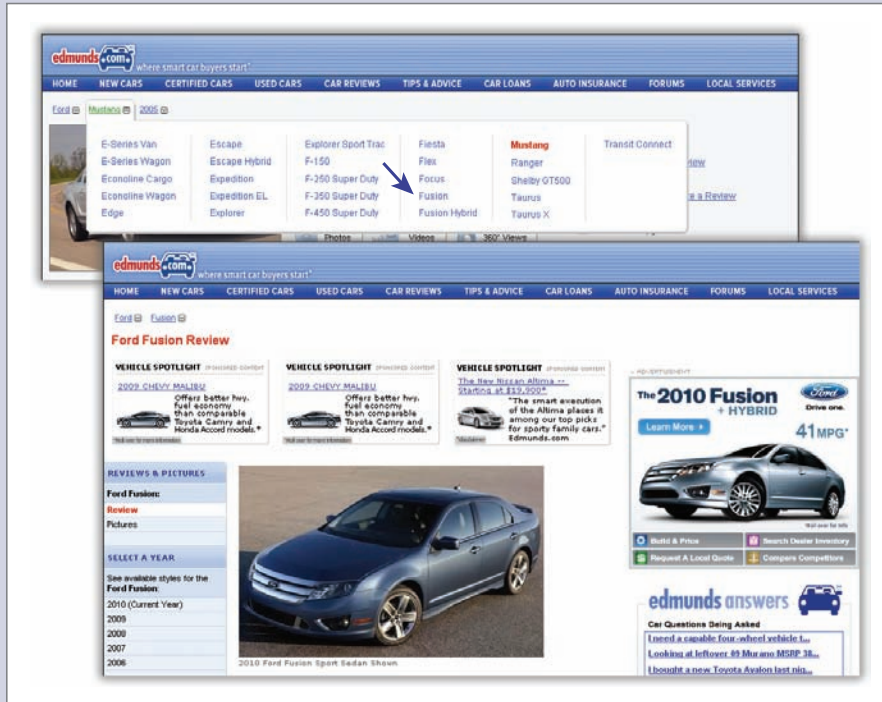 edmunds.com where smart car buyers start
HOME NEW CARS CERTIFIED CARS USED CARS CAR REVIEWS TIPS & ADVICE CAR LOANS AUTO INSURANCE FORUMS LOCAL SERVICES
Ford Mustang 2005
E-Series Van Escape Explorer Sport Trac Fiesta Mustang Transit Connect
E-Series Wagon Escape Hybrid F-150 Flex Ranger
Econoline Cargo Expedition F-250 Super Duty Focus Shelby GT500
Econoline Wagon Expedition EL F-350 Super Duty Fusion Taurus
Edge Explorer F-450 Super Duty Fusion Hybrid Taurus X
a Review
Photos Videos 360° Views
edmunds.com where smart car buyers start
HOME NEW CARS CERTIFIED CARS USED CARS CAR REVIEWS TIPS & ADVICE CAR LOANS AUTO INSURANCE FORUMS LOCAL SERVICES
Ford Fusion
Ford Fusion Review
VEHICLE SPOTLIGHT SPONSORED CONTENT
2009 CHEVY MALIBU
Offers better hwy.
fuel economy
than comparable
Toyota Camry and
Honda Accord models.*
VEHICLE SPOTLIGHT SPONSORED CONTENT
2009 CHEVY MALIBU
Offers better hwy.
fuel economy
than comparable
Toyota Camry and
Honda Accord models.*
VEHICLE SPOTLIGHT SPONSORED CONTENT
The New Nissan Altima --
Starting at $19,900*
"The smart execution
of the Altima places it
among our top picks
for sporty family cars."
Edmunds.com
ADVERTISEMENT
The 2010 Fusion
+ HYBRID
Ford
Drive one.
Learn More
41 MPG*
Roll over for info
Build & Price Search Dealer Inventory
Request A Local Quote Compare Competitors
REVIEWS & PICTURES
Ford Fusion:
Review
Pictures
SELECT A YEAR
See available styles for the
Ford Fusion:
2010 (Current Year)
2009
2008
2007
2006
2010 Ford Fusion Sport Sedan Shown
edmunds answers
Car Questions Being Asked
I need a capable four-wheel vehicle t...
Looking at leftover 09 Murano MSRP 38...
I bought a new Toyota Avalon last nig...